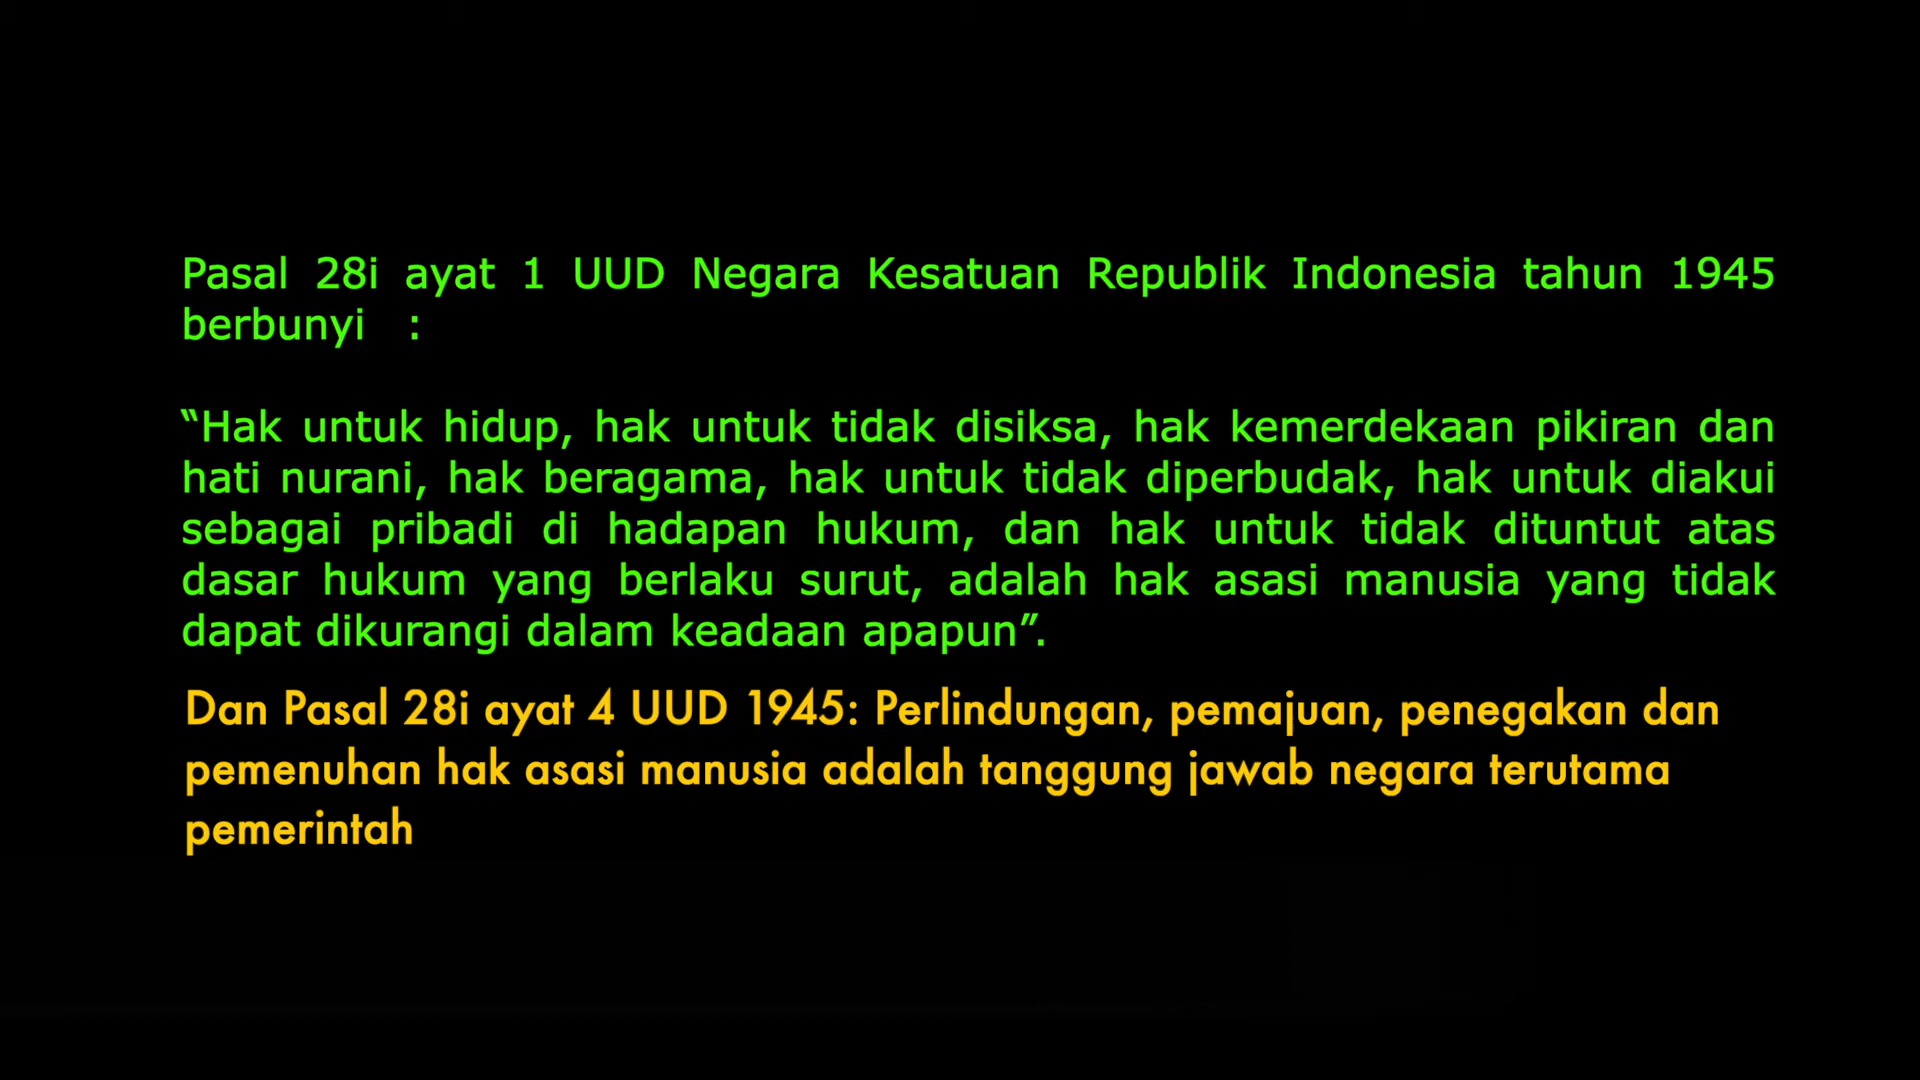 Pasal 28i ayat 1 UUD Negara Kesatuan Republik Indonesia tahun 1945
berbunyi :
“Hak untuk hidup, hak untuk tidak disiksa, hak kemerdekaan pikiran dan
hati nurani, hak beragama, hak untuk tidak diperbudak, hak untuk diakui
sebagai pribadi di hadapan hukum, dan hak untuk tidak dituntut atas
dasar hukum yang berlaku surut, adalah hak asasi manusia yang tidak
dapat dikurangi dalam keadaan apapun”.
Dan Pasal 28i ayat 4 UUD 1945: Perlindungan, pemajuan, penegakan dan
pemenuhan hak asasi manusia adalah tanggung jawab negara terutama
pemerintah